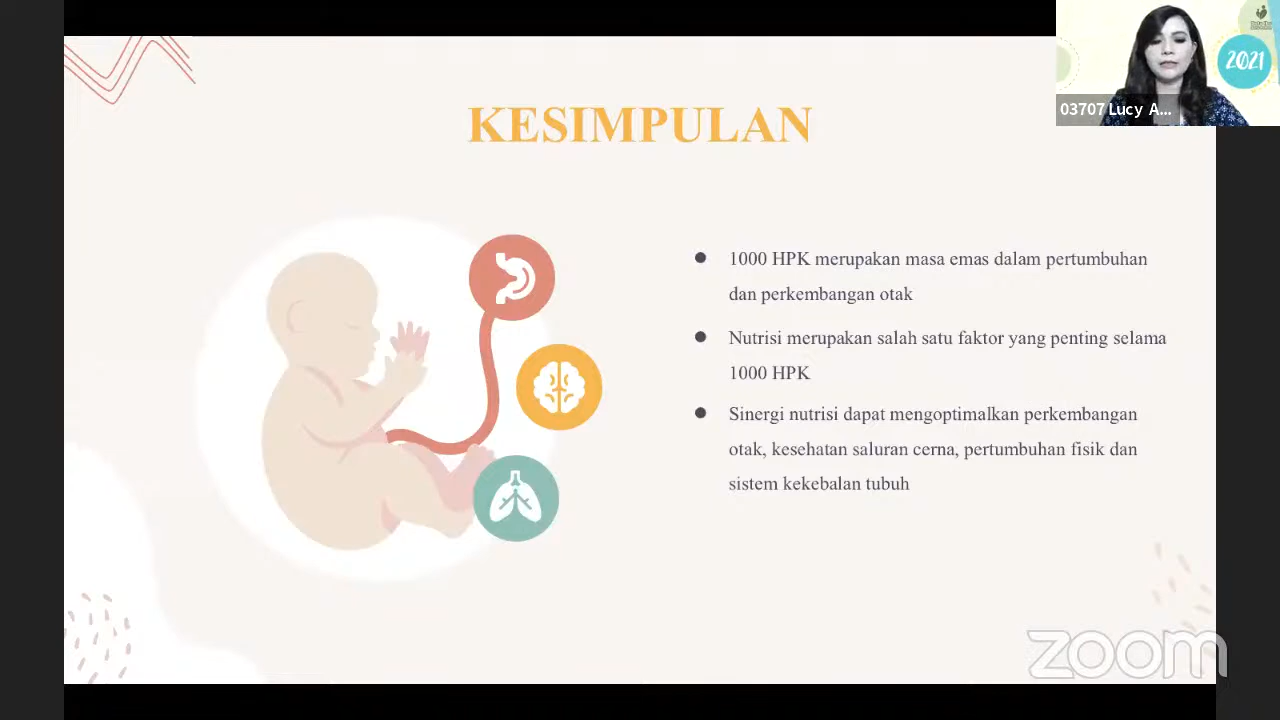 2021
03707 Lucy A...
KESIMPULAN
1000 HPK merupakan masa emas dalam pertumbuhan
dan perkembangan otak
Nutrisi merupakan salah satu faktor yang penting selama
1000 HPK
Sinergi nutrisi dapat mengoptimalkan perkembangan
otak, kesehatan saluran cerna, pertumbuhan fisik dan
sistem kekebalan tubuh
zoom